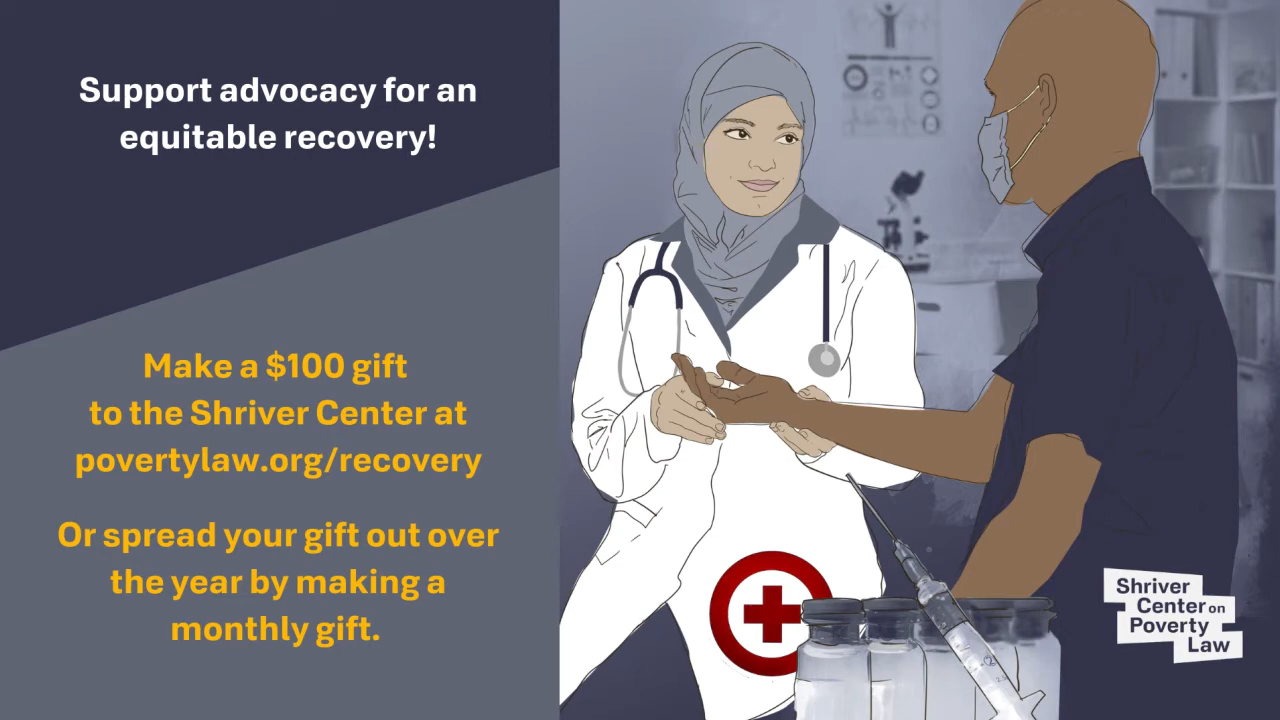 Support advocacy for an
equitable recovery!
Make a $100 gift
to the Shriver Center at
povertylaw.org/recovery
Or spread your gift out over
the year by making a
monthly gift.
Shriver
Center on
Poverty
Law